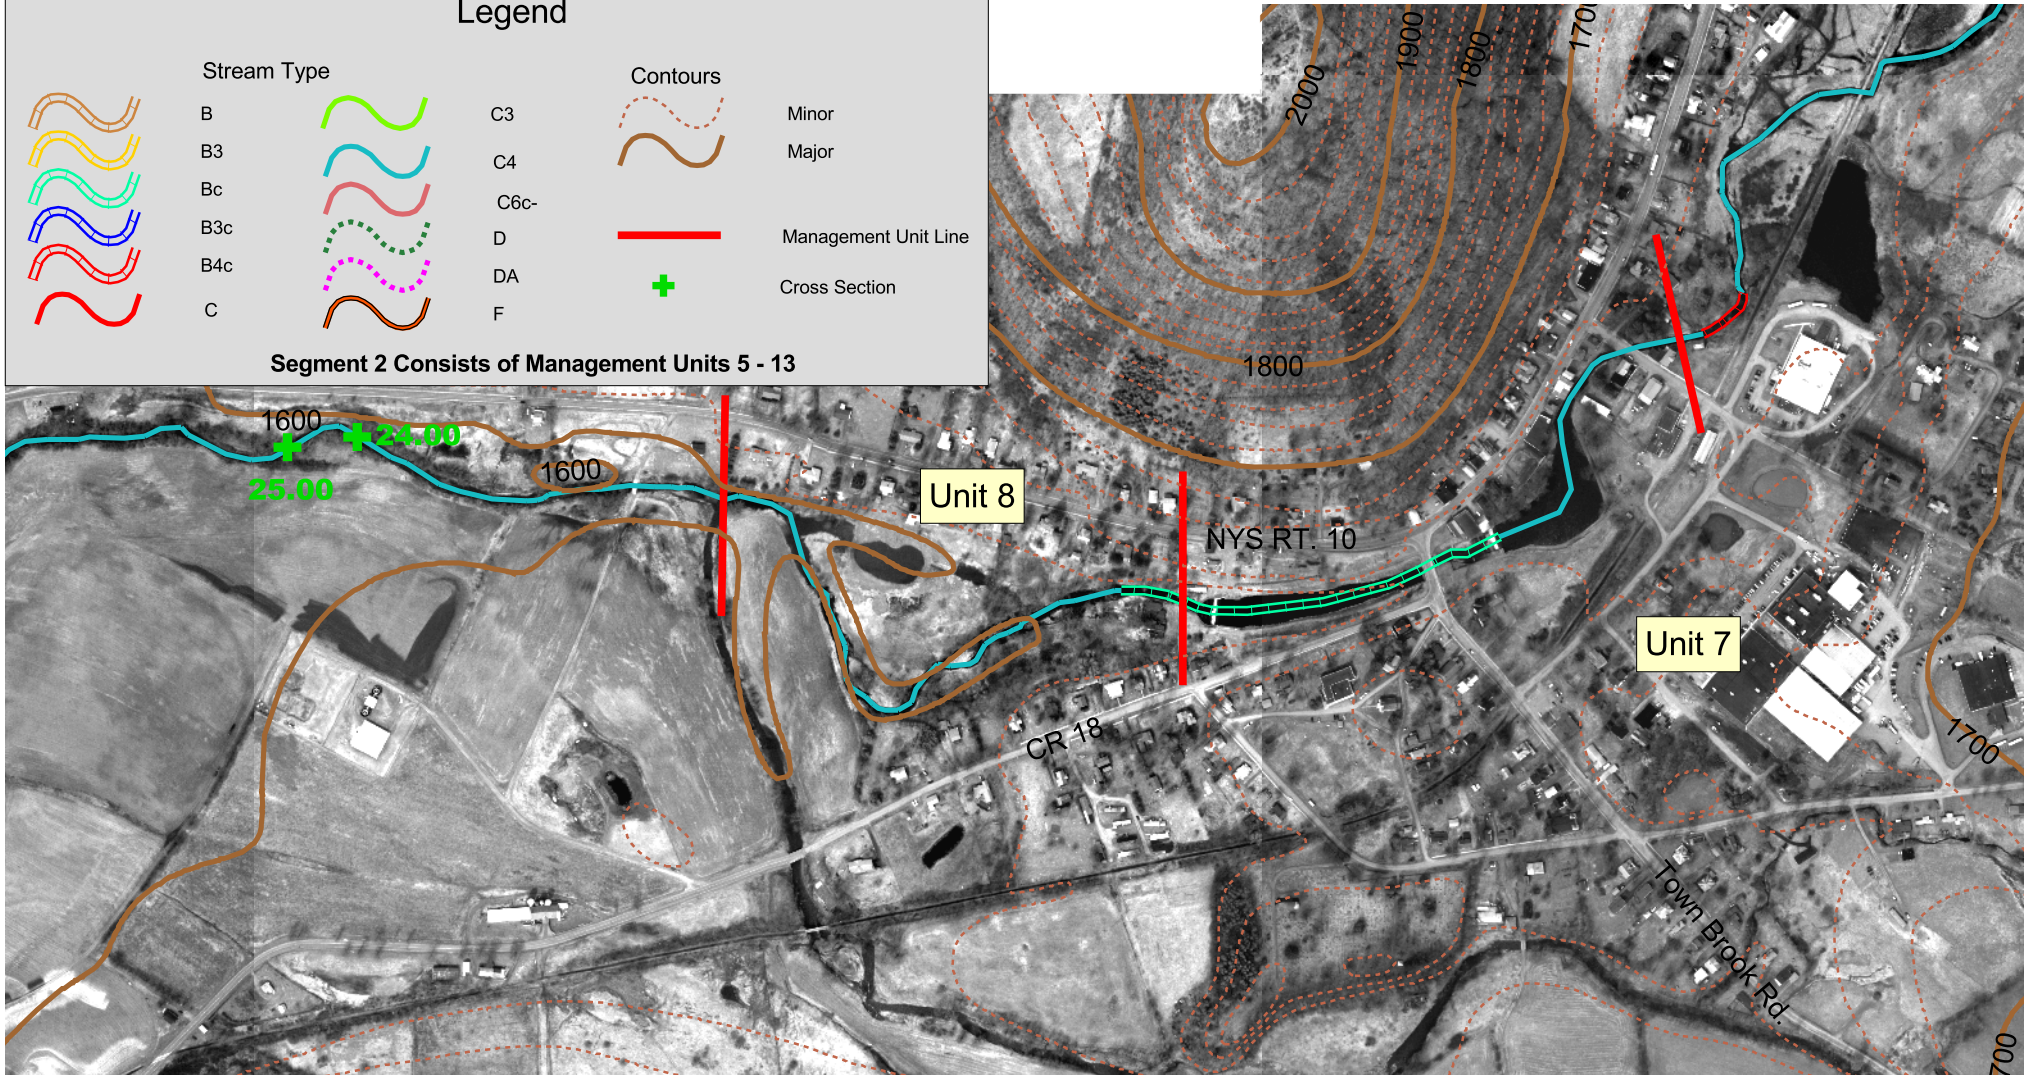 Legend
Stream Type
B
B3
Bc
B3c
B4c
C
C3
C4
C6c-
D
DA
F
Contours
Minor
Major
Management Unit Line
Cross Section
Segment 2 Consists of Management Units 5 - 13
2000
1900
1800
1700
1800
1600
24.00
25.00
1600
Unit 8
NYS RT. 10
Unit 7
CR 18
1700
Town Brook Rd.
700